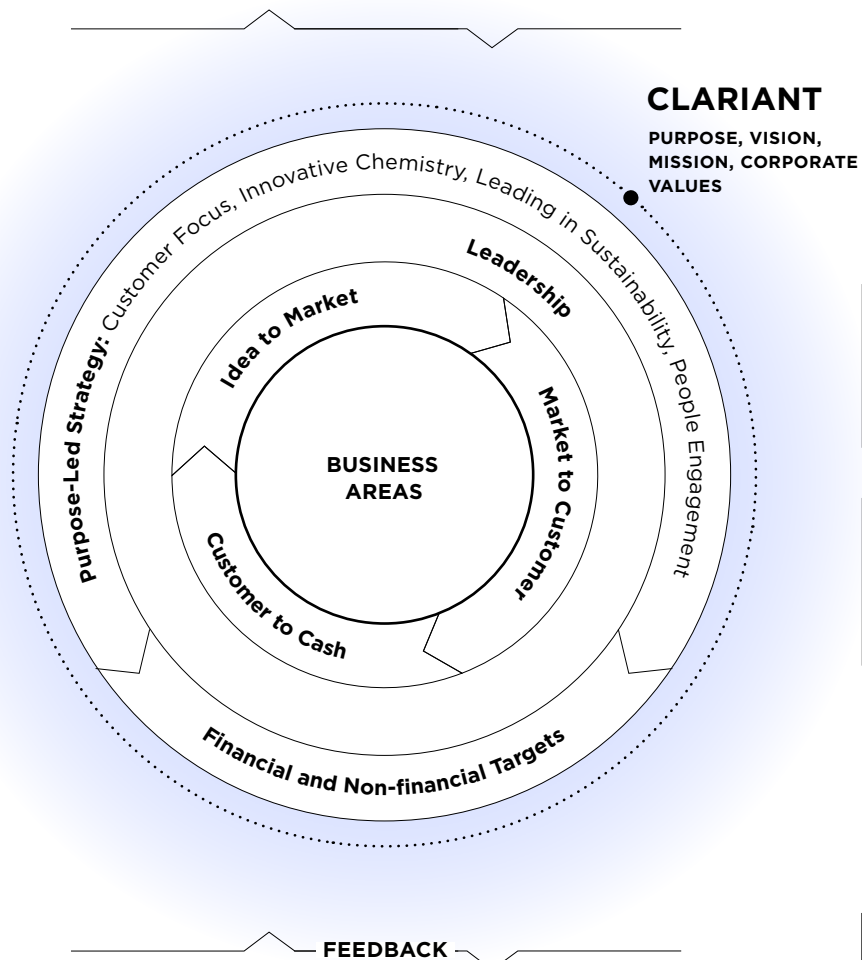 CLARIANT
PURPOSE, VISION,
MISSION, CORPORATE
VALUES
Purpose-Led Strategy: Customer Focus, Innovative Chemistry, Leading in Sustainability, People Engagement
Leadership
Idea to Market
Market to Customer
Customer to Cash
BUSINESS
AREAS
Financial and Non-financial Targets
FEEDBACK